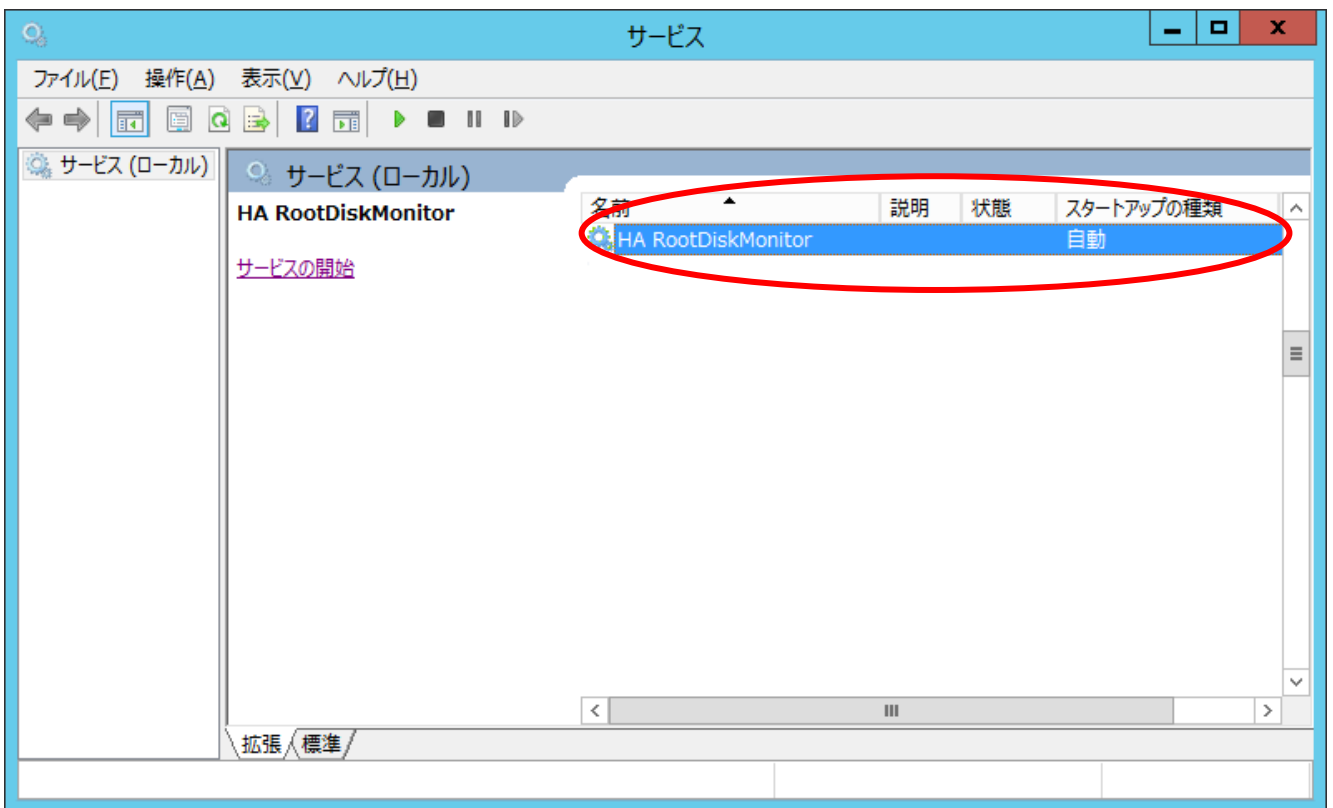 サービス
ファイル(F) 操作(A) 表示(V) ヘルプ(H)
サービス (ローカル)
サービス (ローカル)
HA RootDiskMonitor
サービスの開始
名前 説明 状態 スタートアップの種類
HA RootDiskMonitor 自動
拡張 標準